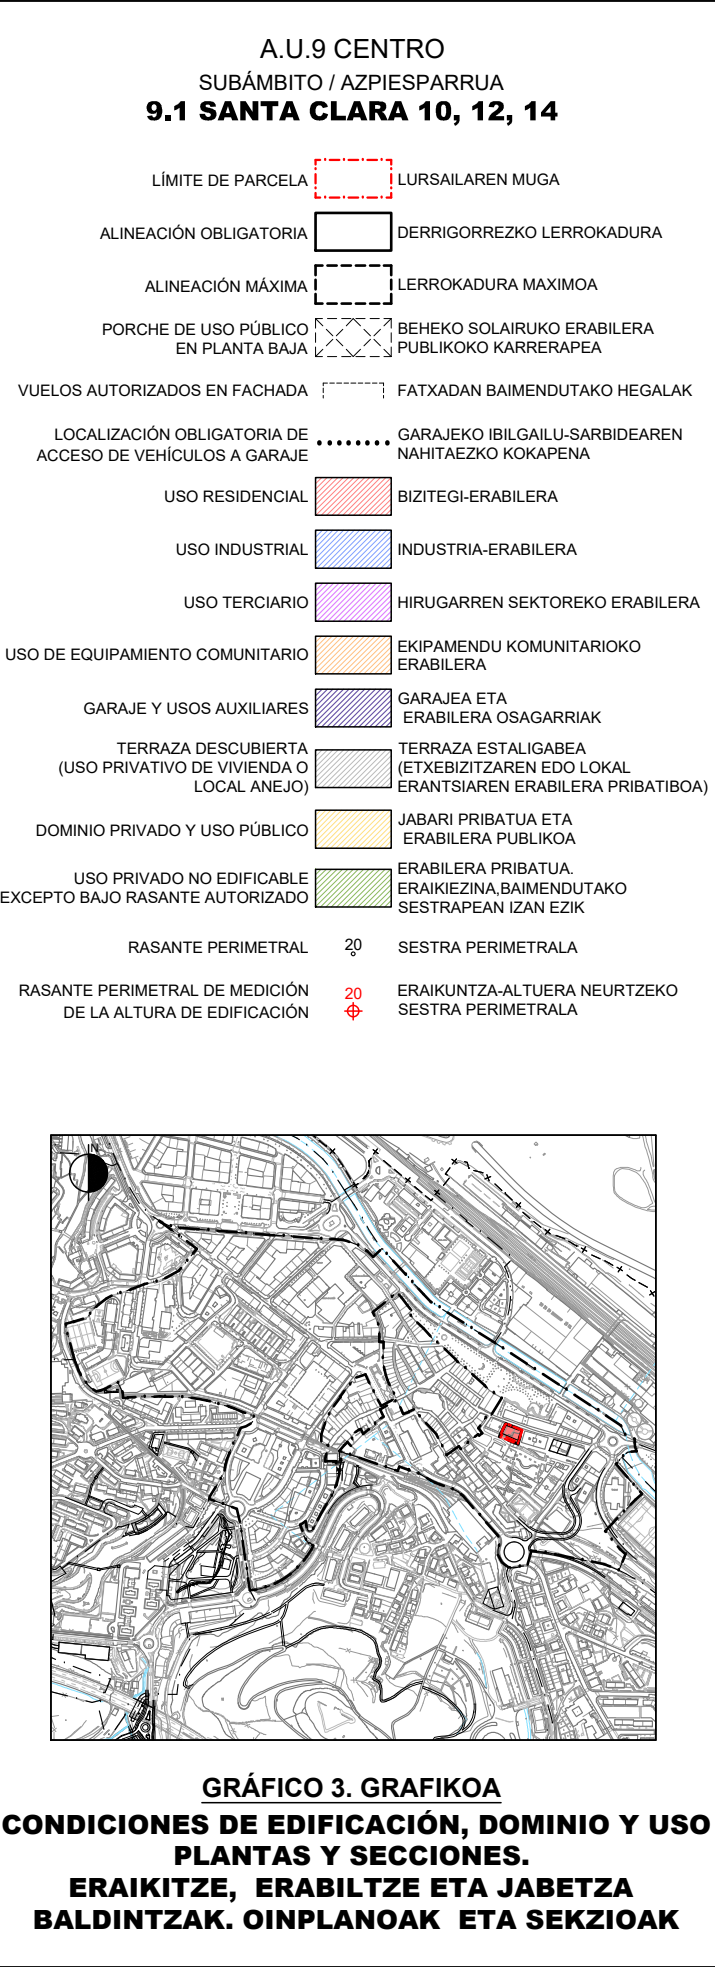 A.U.9 CENTRO
SUBÁMBITO / AZPIESPARRUA
9.1 SANTA CLARA 10, 12, 14
LÍMITE DE PARCELA
LURSAILAREN MUGA
ALINEACIÓN OBLIGATORIA
DERRIGORREZKO LERROKADURA
ALINEACIÓN MÁXIMA
LERROKADURA MAXIMOA
PORCHE DE USO PÚBLICO
EN PLANTA BAJA
BEHEKO SOLAIRUKO ERABILERA
PUBLIKOKO KARRERAPEA
VUELOS AUTORIZADOS EN FACHADA
FATXADAN BAIMENDUTAKO HEGALAK
LOCALIZACIÓN OBLIGATORIA DE
ACCESO DE VEHÍCULOS A GARAJE
GARAJEKO IBILGAILU-SARBIDEAREN
NAHITAEZKO KOKAPENA
USO RESIDENCIAL
BIZITEGI-ERABILERA
USO INDUSTRIAL
INDUSTRIA-ERABILERA
USO TERCIARIO
HIRUGARREN SEKTOREKO ERABILERA
USO DE EQUIPAMIENTO COMUNITARIO
EKIPAMENDU KOMUNITARIOKO
ERABILERA
GARAJE Y USOS AUXILIARES
GARAJEA ETA
ERABILERA OSAGARRIAK
TERRAZA DESCUBIERTA
(USO PRIVATIVO DE VIVIENDA O
LOCAL ANEJO)
TERRAZA ESTALIGABEA
(ETXEBIZITZAREN EDO LOKAL
ERANTSIAREN ERABILERA PRIBATIBOA)
DOMINIO PRIVADO Y USO PÚBLICO
JABARI PRIBATUA ETA
ERABILERA PUBLIKOA
USO PRIVADO NO EDIFICABLE
EXCEPTO BAJO RASANTE AUTORIZADO
ERABILERA PRIBATUA.
ERAIKIEZINA,BAIMENDUTAKO
SESTRAPEAN IZAN EZIK
RASANTE PERIMETRAL
20
SESTRA PERIMETRALA
RASANTE PERIMETRAL DE MEDICIÓN
DE LA ALTURA DE EDIFICACIÓN
20
ERAIKUNTZA-ALTUERA NEURTZEKO
SESTRA PERIMETRALA
N
GRÁFICO 3. GRAFIKOA
CONDICIONES DE EDIFICACIÓN, DOMINIO Y USO
PLANTAS Y SECCIONES.
ERAIKITZE, ERABILTZE ETA JABETZA
BALDINTZAK. OINPLANOAK ETA SEKZIOAK